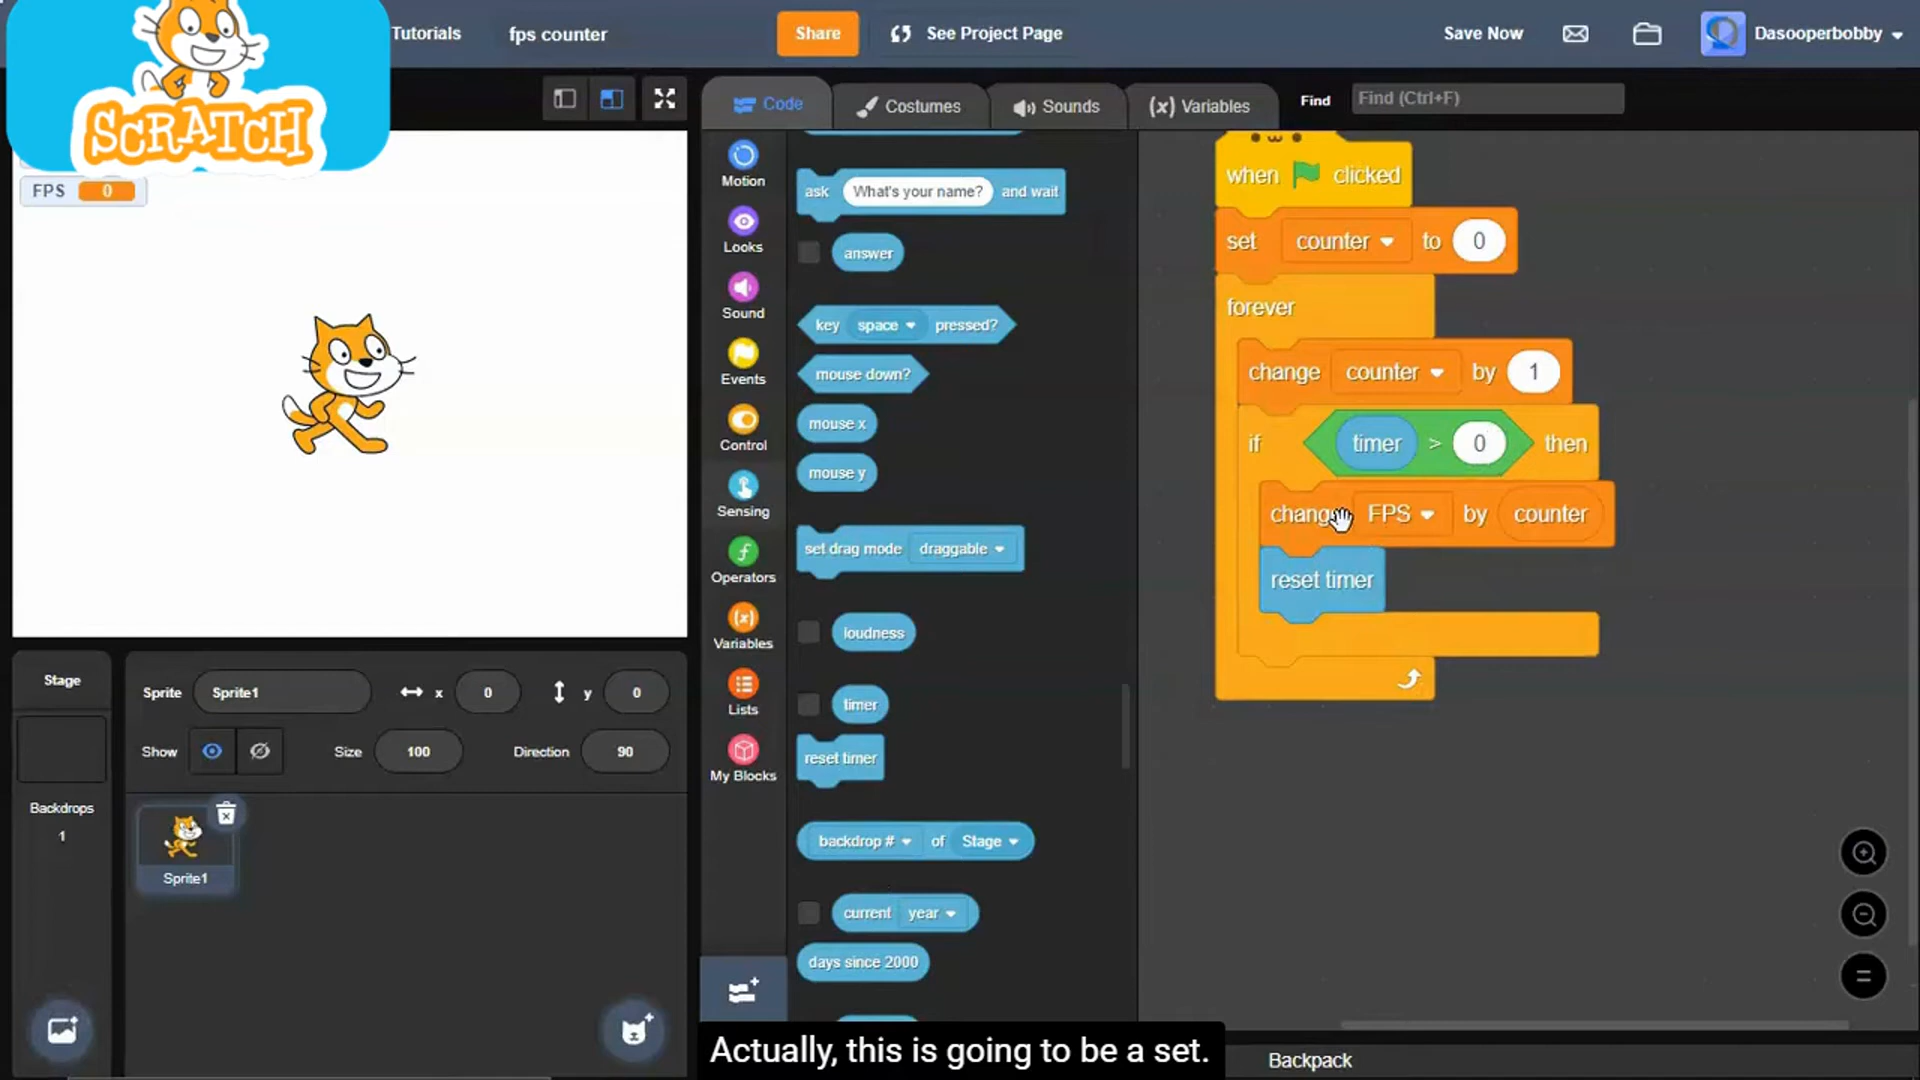 SCRATCH
Tutorials
fps counter
Share
See Project Page
Save Now
Dasooperbobby
Code
Costumes
Sounds
(x) Variables
Find
Find (Ctrl+F)
FPS 0
Motion
Looks
Sound
Events
Control
Sensing
Operators
Variables
Lists
My Blocks
ask What's your name? and wait
answer
key space pressed?
mouse down?
mouse x
mouse y
set drag mode draggable
loudness
timer
reset timer
backdrop # of Stage
current year
days since 2000
when clicked
set counter to 0
forever
change counter by 1
if timer > 0 then
change FPS by counter
reset timer
Stage
Backdrops
1
Sprite Sprite1 x 0 y 0
Show Size 100 Direction 90
Sprite1
Actually, this is going to be a set.
Backpack